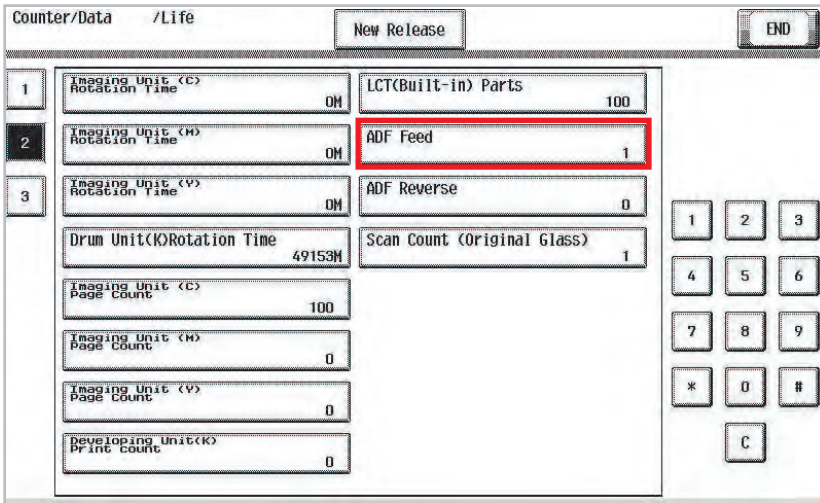 Counter/Data /Life
New Release
END
1
2
3
Imaging Unit (C)
Rotation Time
0M
Imaging Unit (M)
Rotation Time
0M
Imaging Unit (Y)
Rotation Time
0M
Drum Unit(K)Rotation Time
49153M
Imaging Unit (C)
Page Count
100
Imaging Unit (M)
Page Count
0
Imaging Unit (Y)
Page Count
0
Developing Unit(K)
Print count
0
LCT(Built-in) Parts
100
ADF Feed
1
ADF Reverse
0
Scan Count (Original Glass)
1
1 2 3
4 5 6
7 8 9
* 0 #
C